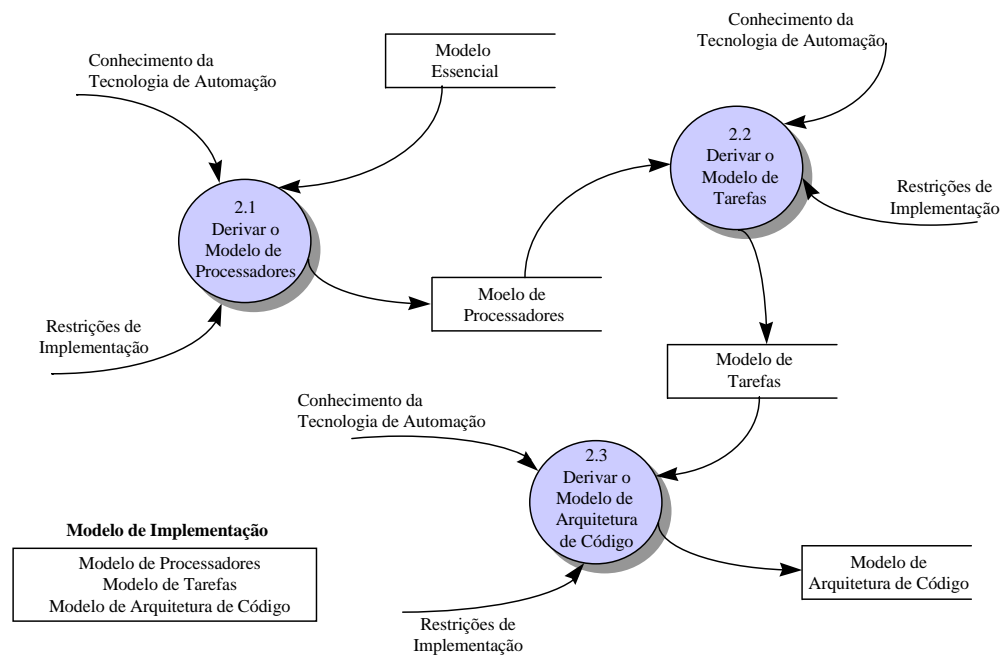 Conhecimento da
Tecnologia de Automação
Modelo
Essencial
Conhecimento da
Tecnologia de Automação
2.1
Derivar o
Modelo de
Processadores
2.2
Derivar o
Modelo de
Tarefas
Restrições de
Implementação
Moelo de
Processadores
Restrições de
Implementação
Modelo de
Tarefas
Conhecimento da
Tecnologia de Automação
2.3
Derivar o
Modelo de
Arquitetura
de Código
Modelo de Implementação
Modelo de Processadores
Modelo de Tarefas
Modelo de Arquitetura de Código
Modelo de
Arquitetura de Código
Restrições de
Implementação